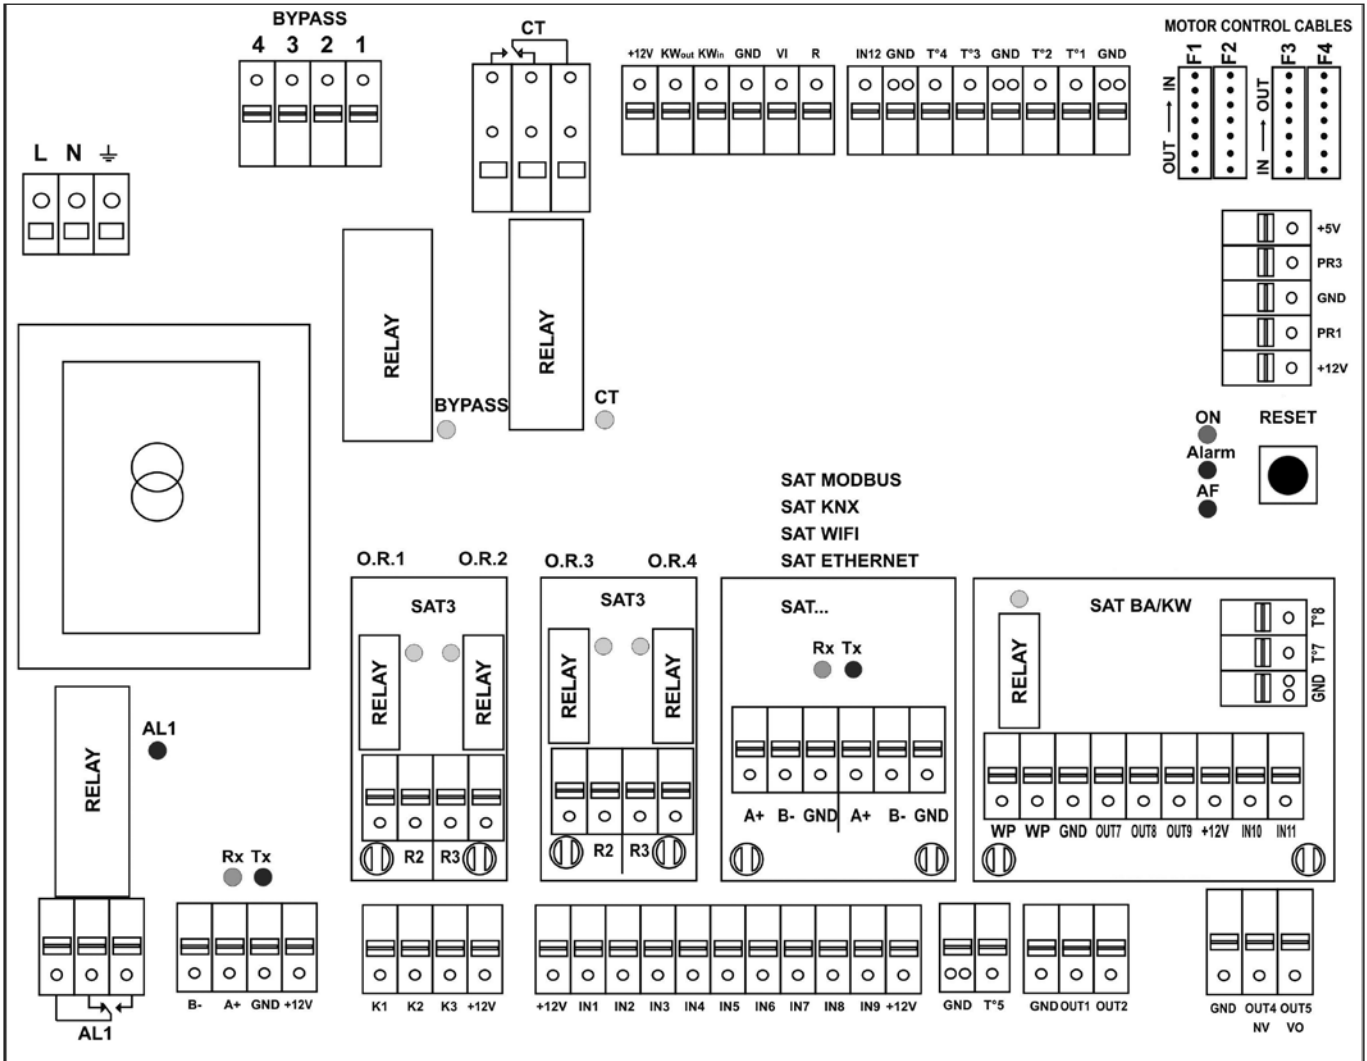 BYPASS
4 3 2 1
CT
+12V KWout KWin GND VI R
IN12 GND T°4 T°3 GND T°2 T°1 GND
MOTOR CONTROL CABLES
F1 F2 F3 F4
OUT → IN
IN → OUT
L N
+5V
PR3
GND
PR1
+12V
RELAY
BYPASS
RELAY
CT
ON
Alarm
AF
RESET
SAT MODBUS
SAT KNX
SAT WIFI
SAT ETHERNET
O.R.1 O.R.2
SAT3
RELAY RELAY
R2 R3
O.R.3 O.R.4
SAT3
RELAY RELAY
R2 R3
SAT...
Rx Tx
A+ B- GND A+ B- GND
SAT BA/KW
RELAY
T°8
T°7
GND
WP WP GND OUT7 OUT8 OUT9 +12V IN10 IN11
RELAY
AL1
AL1
Rx Tx
B- A+ GND +12V
K1 K2 K3 +12V
+12V IN1 IN2 IN3 IN4 IN5 IN6 IN7 IN8 IN9 +12V
GND T°5
GND OUT1 OUT2
GND OUT4 OUT5
NV VO